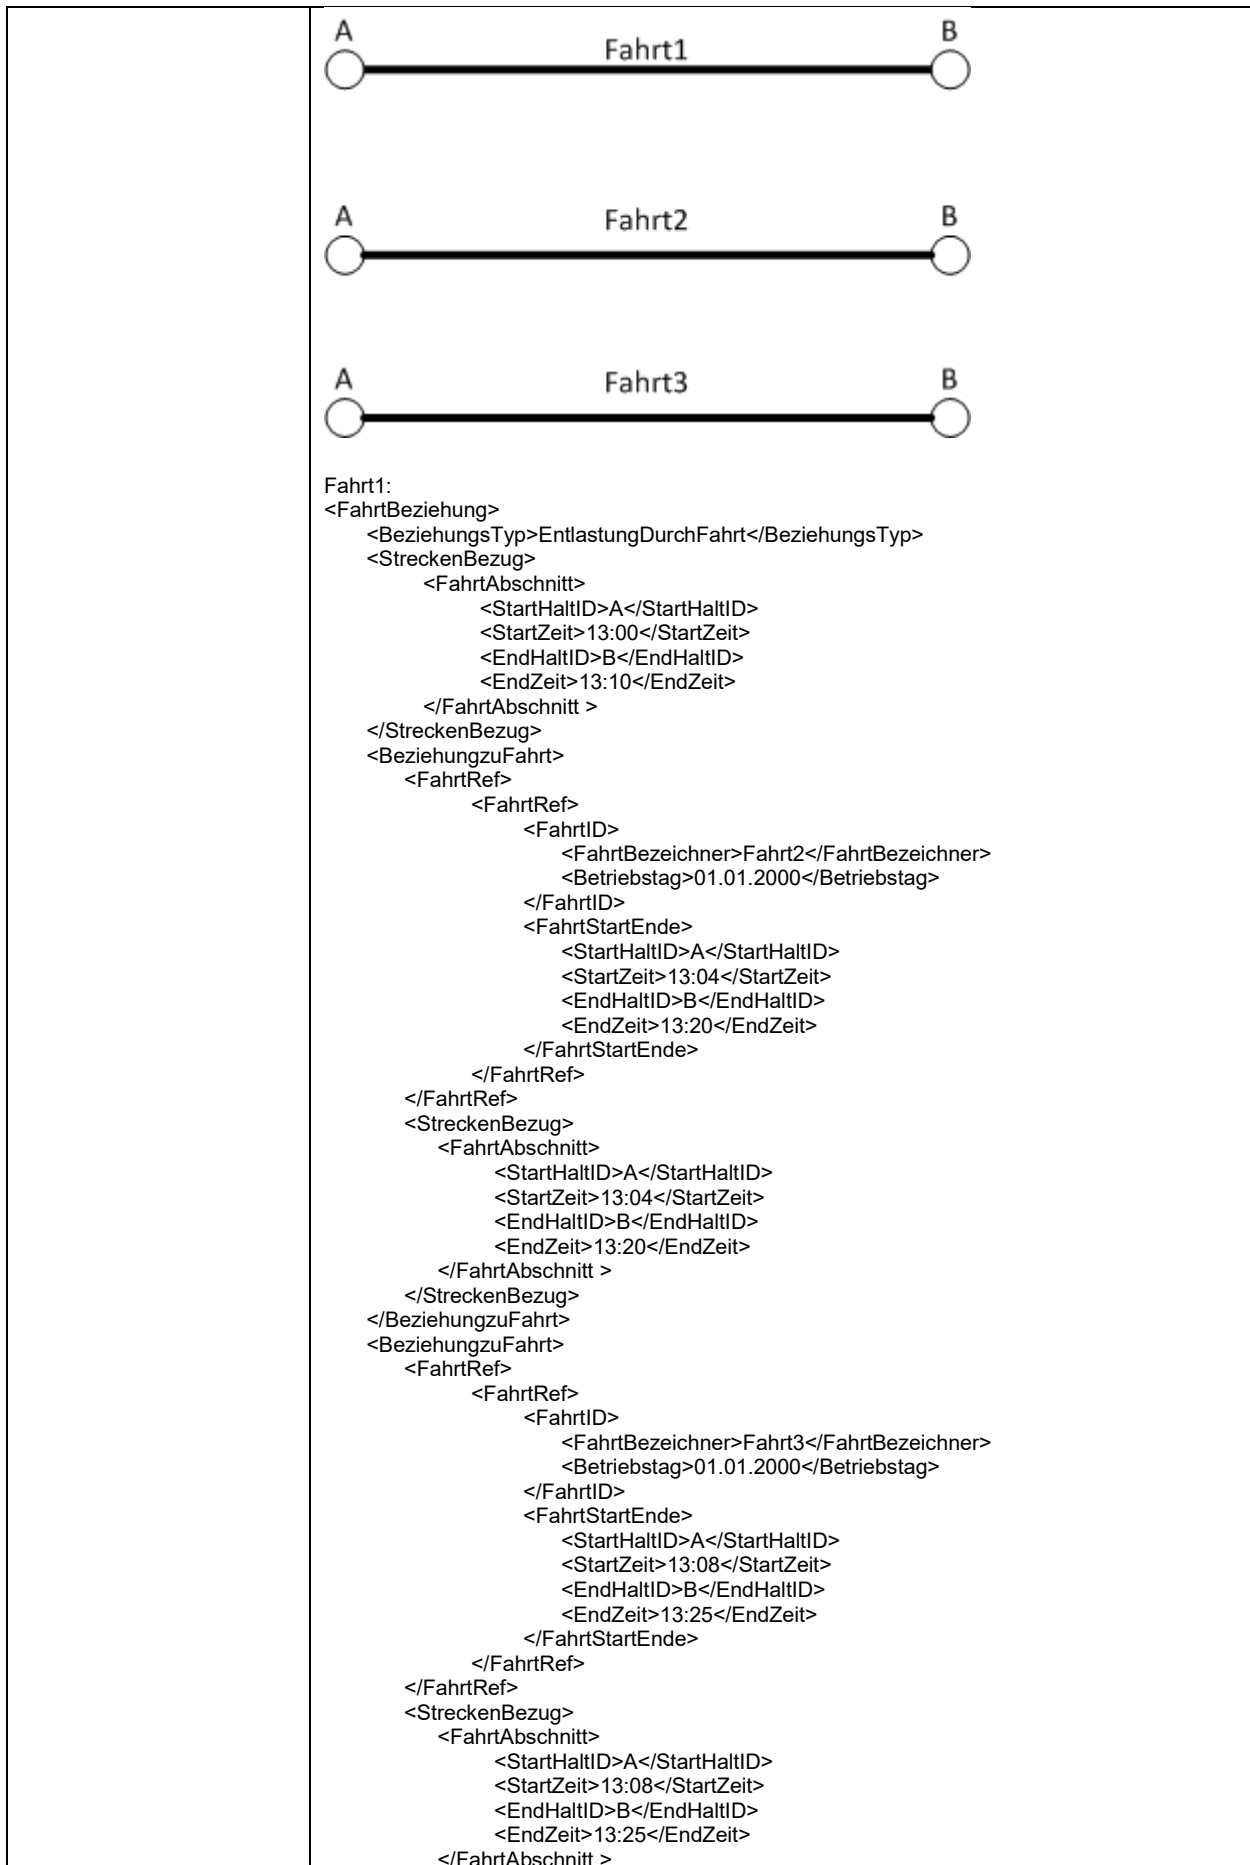 A B
Fahrt1
A B
Fahrt2
A B
Fahrt3
Fahrt1:
<FahrtBeziehung>
<BeziehungsTyp>EntlastungDurchFahrt</BeziehungsTyp>
<StreckenBezug>
<FahrtAbschnitt>
<StartHaltID>A</StartHaltID>
<StartZeit>13:00</StartZeit>
<EndHaltID>B</EndHaltID>
<EndZeit>13:10</EndZeit>
</FahrtAbschnitt >
</StreckenBezug>
<BeziehungzuFahrt>
<FahrtRef>
<FahrtRef>
<FahrtID>
<FahrtBezeichner>Fahrt2</FahrtBezeichner>
<Betriebstag>01.01.2000</Betriebstag>
</FahrtID>
<FahrtStartEnde>
<StartHaltID>A</StartHaltID>
<StartZeit>13:04</StartZeit>
<EndHaltID>B</EndHaltID>
<EndZeit>13:20</EndZeit>
</FahrtStartEnde>
</FahrtRef>
</FahrtRef>
<StreckenBezug>
<FahrtAbschnitt>
<StartHaltID>A</StartHaltID>
<StartZeit>13:04</StartZeit>
<EndHaltID>B</EndHaltID>
<EndZeit>13:20</EndZeit>
</FahrtAbschnitt >
</StreckenBezug>
</BeziehungzuFahrt>
<BeziehungzuFahrt>
<FahrtRef>
<FahrtRef>
<FahrtID>
<FahrtBezeichner>Fahrt3</FahrtBezeichner>
<Betriebstag>01.01.2000</Betriebstag>
</FahrtID>
<FahrtStartEnde>
<StartHaltID>A</StartHaltID>
<StartZeit>13:08</StartZeit>
<EndHaltID>B</EndHaltID>
<EndZeit>13:25</EndZeit>
</FahrtStartEnde>
</FahrtRef>
</FahrtRef>
<StreckenBezug>
<FahrtAbschnitt>
<StartHaltID>A</StartHaltID>
<StartZeit>13:08</StartZeit>
<EndHaltID>B</EndHaltID>
<EndZeit>13:25</EndZeit>
</FahrtAbschnitt >